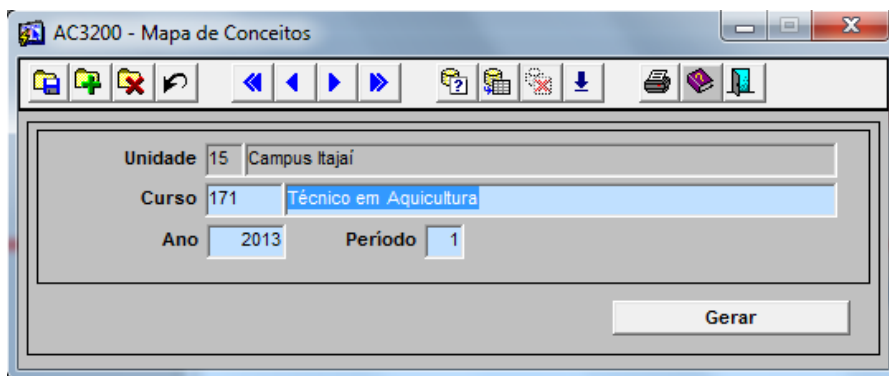 AC3200 - Mapa de Conceitos
Unidade 15 Campus Itajaí
Curso 171 Técnico em Aquicultura
Ano 2013 Período 1
Gerar